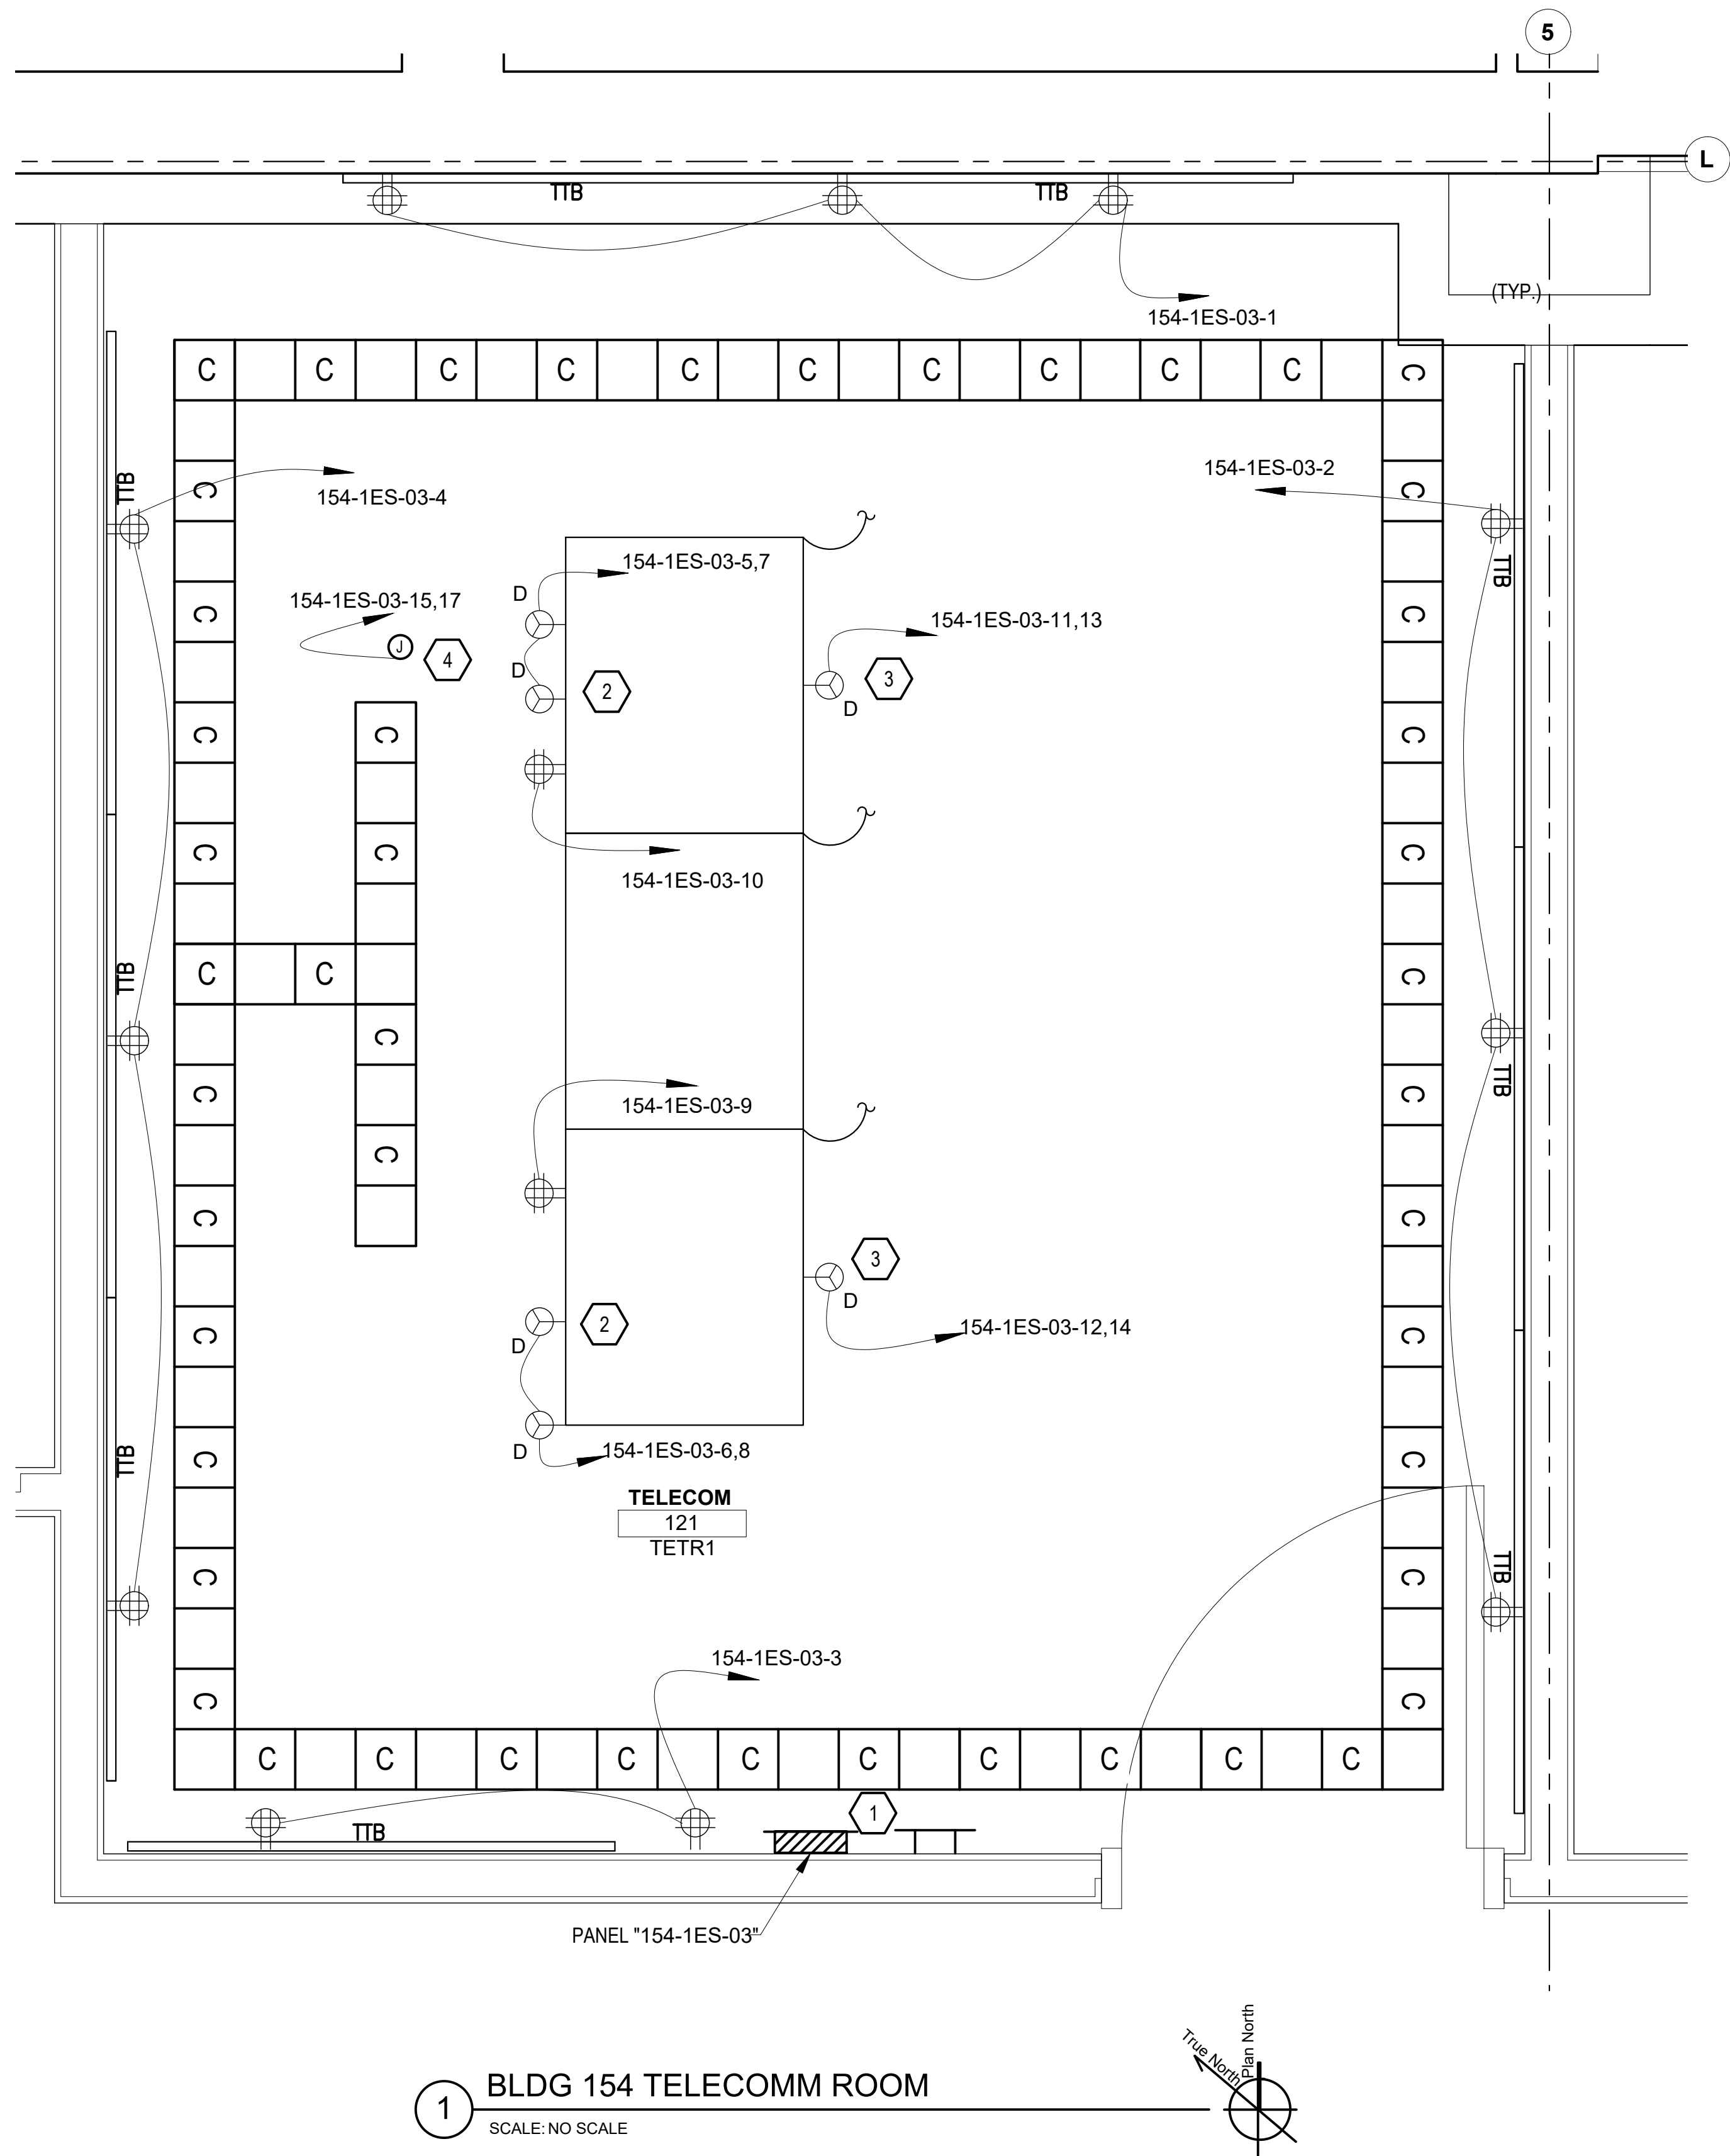 5
L
TTB
TTB
154-1ES-03-1
(TYP.)
C C C C C C C C C C C
TTB
154-1ES-03-4
C
154-1ES-03-2
C
TTB
154-1ES-03-5,7
D
154-1ES-03-15,17
C
154-1ES-03-11,13
C
J
4
D
2
3
D
C
C
C
154-1ES-03-10
C
C
C
TTB
C C
C
C
TTB
154-1ES-03-9
C
C
C
C
C
3
D
2
D
154-1ES-03-12,14
C
C
TTB
D
154-1ES-03-6,8
C
C
TELECOM
121
TETR1
TTB
C
C
154-1ES-03-3
C
C
C C C C C C C C C C
TTB
1
PANEL "154-1ES-03"
True North
Plan North
1
BLDG 154 TELECOMM ROOM
SCALE: NO SCALE